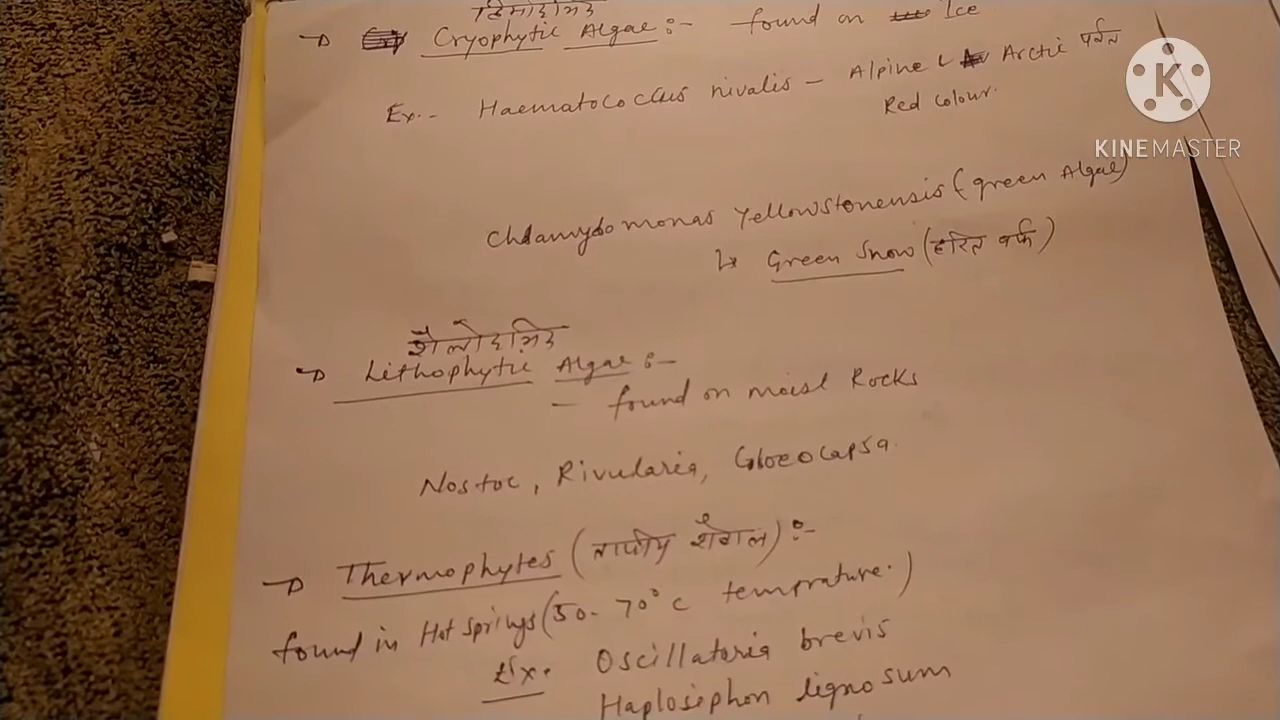 हिमोद्भिद
→ Cryophytic Algae :- found on Ice
Ex.- Haematococcus nivalis - Alpine & Arctic पर्वत
Red colour.
Chlamydomonas yellowstonensis (green Algae)
↳ Green Snow (हरित बर्फ)
शैलोद्भिद
→ Lithophytic Algae :-
- found on moist Rocks
Nostoc, Rivularia, Gloeocapsa.
→ Thermophytes (तापीय शैवाल) :-
found in Hot springs (50-70°C temprature.)
Ex. Oscillatoria brevis
Haplosiphon lignosum
K
KINEMASTER